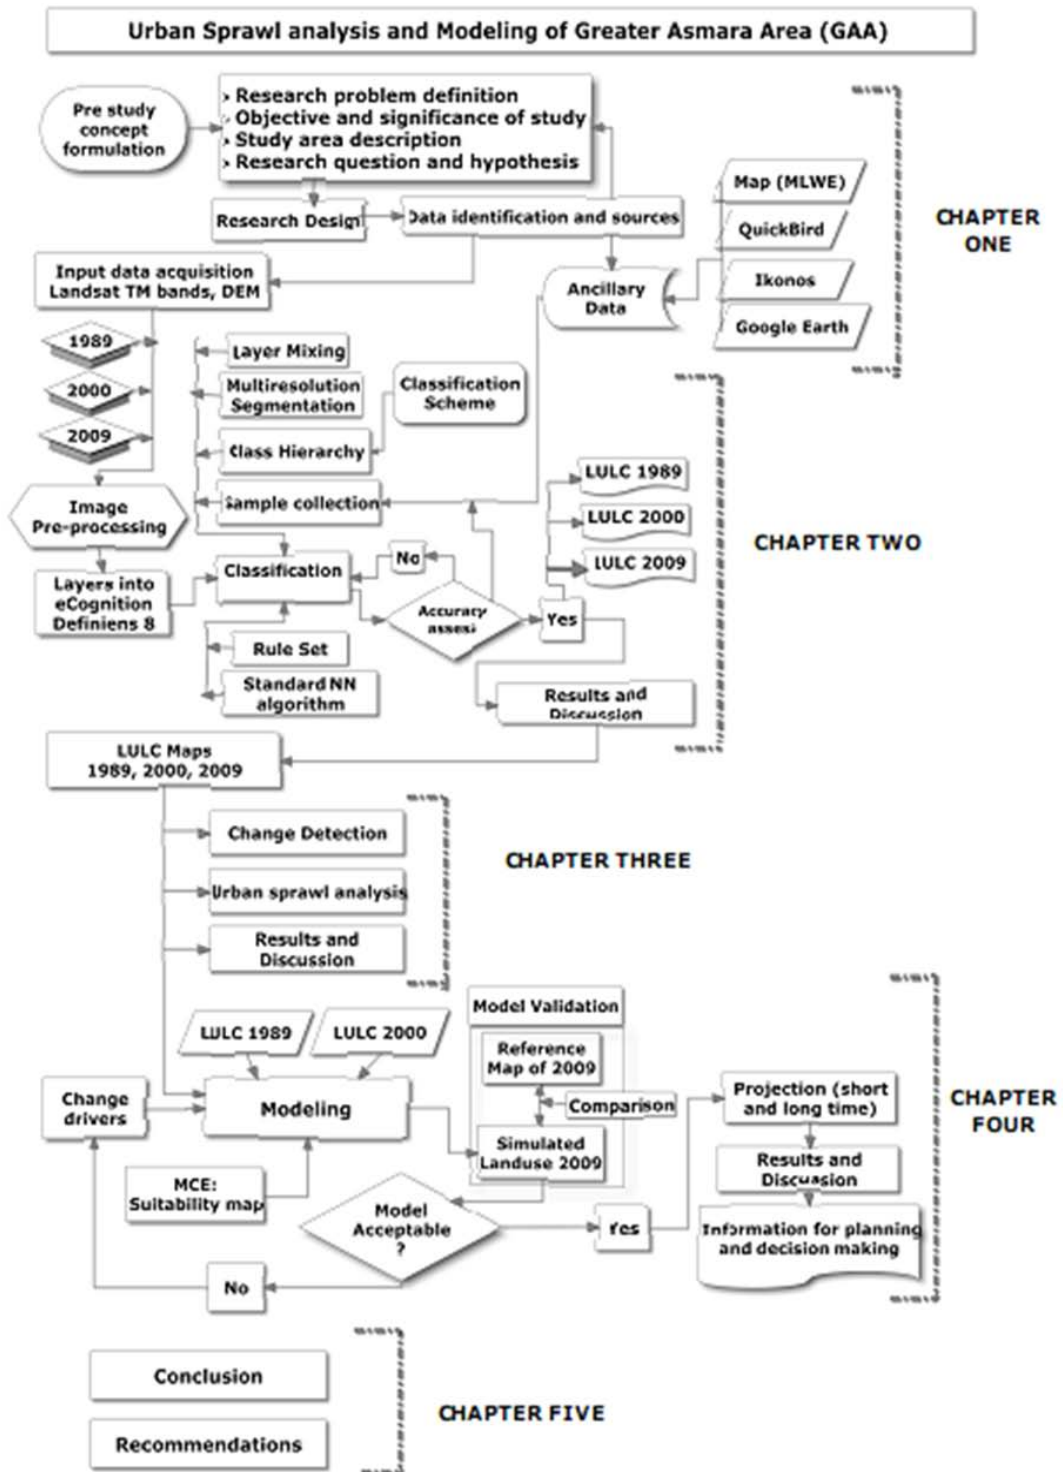 Urban Sprawl analysis and Modeling of Greater Asmara Area (GAA)
Pre study
concept
formulation
› Research problem definition
› Objective and significance of study
› Study area description
› Research question and hypothesis
Research Design
Data identification and sources
Map (MLWE)
QuickBird
Ikonos
Google Earth
CHAPTER
ONE
Input data acquisition
Landsat TM bands, DEM
Ancillary
Data
1989
2000
2009
Layer Mixing
Multiresolution
Segmentation
Classification
Scheme
Class Hierarchy
Sample collection
Image
Pre-processing
LULC 1989
LULC 2000
LULC 2009
CHAPTER TWO
Layers into
eCognition
Definiens 8
Classification
No
Accuracy
assess
Yes
Rule Set
Standard NN
algorithm
Results and
Discussion
LULC Maps
1989, 2000, 2009
Change Detection
Urban sprawl analysis
Results and
Discussion
CHAPTER THREE
LULC 1989
LULC 2000
Model Validation
Reference
Map of 2009
Comparison
Simulated
Landuse 2009
Change
drivers
Modeling
MCE:
Suitability map
Model
Acceptable
?
Yes
No
Projection (short
and long time)
Results and
Discussion
Information for planning
and decision making
CHAPTER
FOUR
Conclusion
Recommendations
CHAPTER FIVE